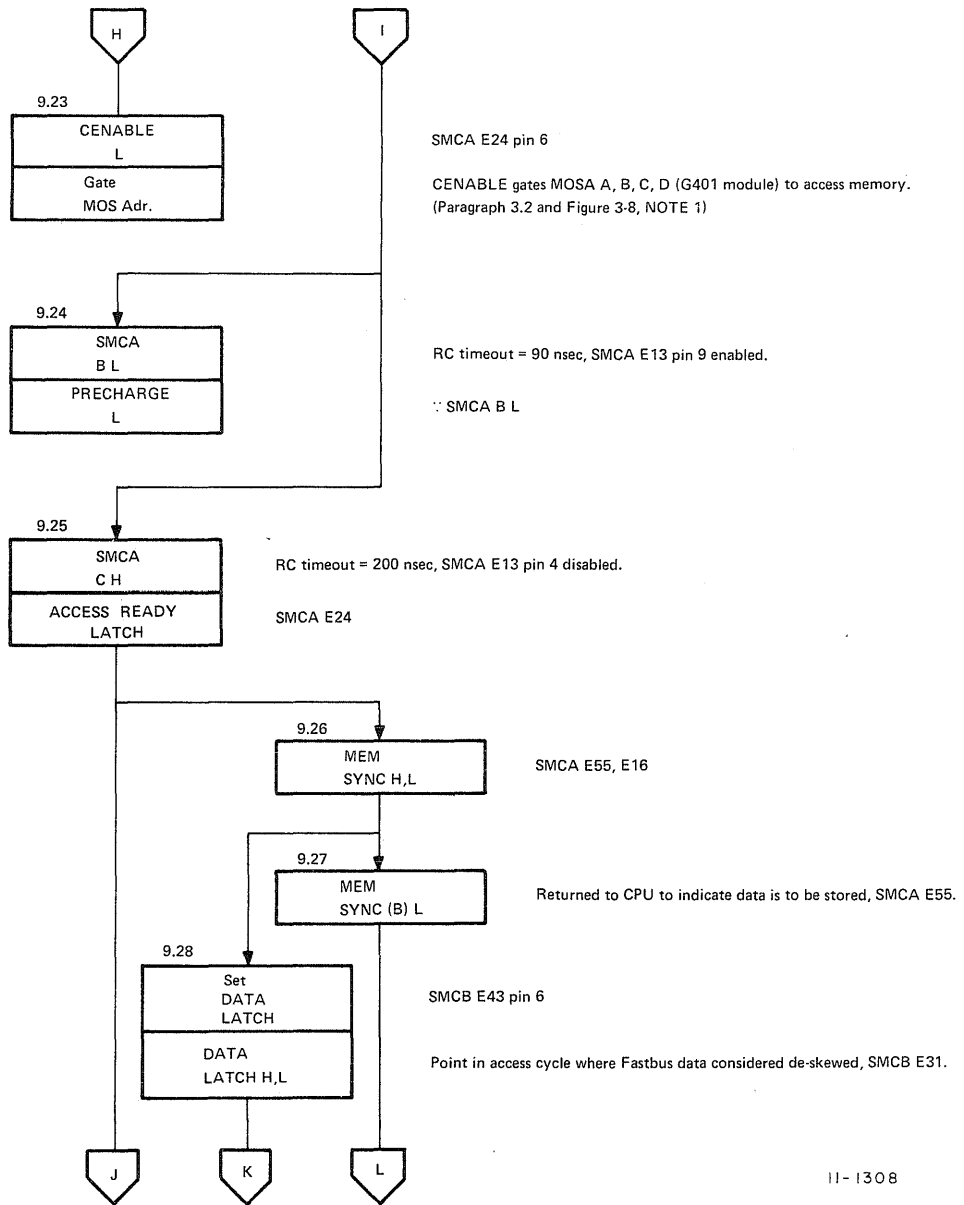 H
I
9.23
CENABLE
L
Gate
MOS Adr.
SMCA E24 pin 6
CENABLE gates MOSA A, B, C, D (G401 module) to access memory.
(Paragraph 3.2 and Figure 3-8, NOTE 1)
9.24
SMCA
B L
PRECHARGE
L
RC timeout = 90 nsec, SMCA E13 pin 9 enabled.
∵ SMCA B L
9.25
SMCA
C H
ACCESS READY
LATCH
RC timeout = 200 nsec, SMCA E13 pin 4 disabled.
SMCA E24
9.26
MEM
SYNC H,L
SMCA E55, E16
9.27
MEM
SYNC (B) L
Returned to CPU to indicate data is to be stored, SMCA E55.
9.28
Set
DATA
LATCH
DATA
LATCH H,L
SMCB E43 pin 6
Point in access cycle where Fastbus data considered de-skewed, SMCB E31.
J
K
L
11-1308